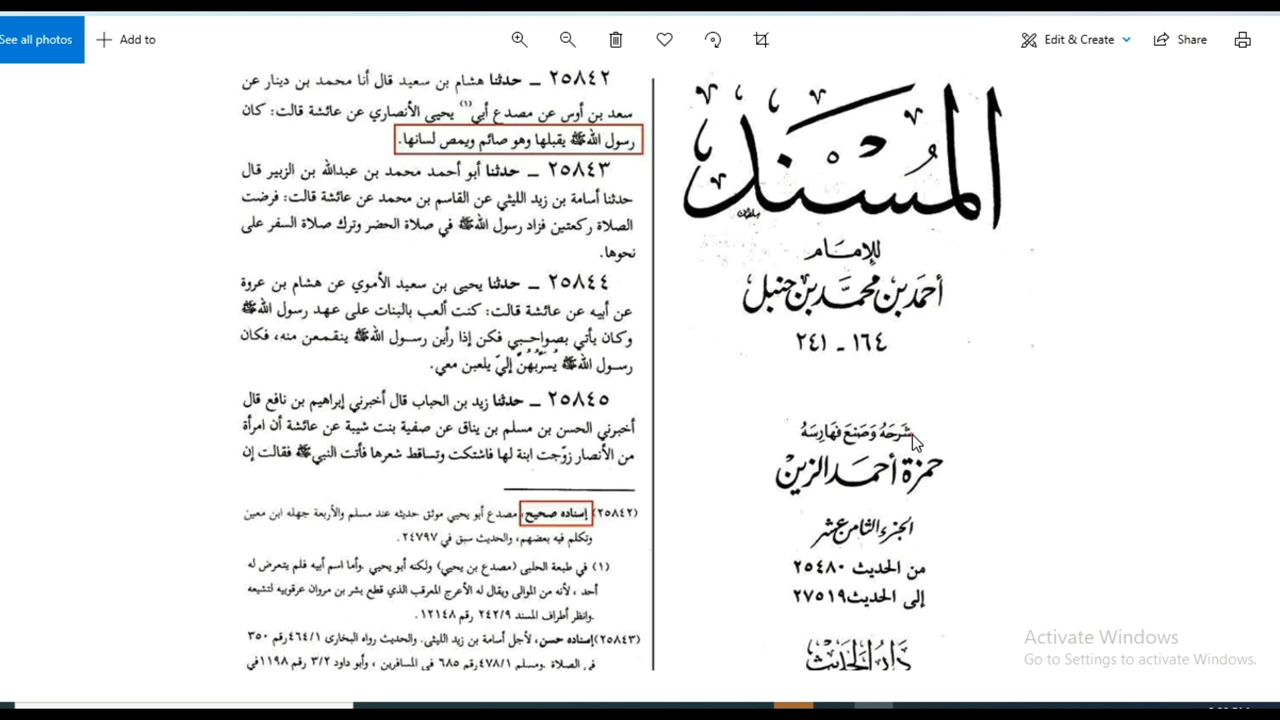 See all photos
Add to
Edit & Create
Share
المسند
للإمام
أحمد بن محمد بن حنبل
١٦٤ - ٢٤١
شرحه وصنع فهارسه
حمزة أحمد الزين
الجزء الثامن عشر
من الحديث ٢٥٤٨٠
إلى الحديث ٢٧٥١٩
دار الحديث
٢٥٨٤٢ ـ حدثنا هشام بن سعيد قال أنا محمد بن دينار عن
سعد بن أوس عن مصدع أبي(١) يحيى الأنصاري عن عائشة قالت: كان
رسول الله ﷺ يقبلها وهو صائم ويمص لسانها.
٢٥٨٤٣ ـ حدثنا أبو أحمد محمد بن عبدالله بن الزبير قال
حدثنا أسامة بن زيد الليثي عن القاسم بن محمد عن عائشة قالت: فرضت
الصلاة ركعتين فزاد رسول الله ﷺ في صلاة الحضر وترك صلاة السفر على
نحوها.
٢٥٨٤٤ ـ حدثنا يحيى بن سعيد الأموي عن هشام بن عروة
عن أبيه عن عائشة قالت: كنت ألعب بالبنات على عهد رسول الله ﷺ
وكان يأتي بصواحبي فكن إذا رأين رسول الله ﷺ ينقمعن منه، فكان
رسول الله ﷺ يُسَرِّبُهُنَّ إليّ يلعبن معي.
٢٥٨٤٥ ـ حدثنا زيد بن الحباب قال أخبرني إبراهيم بن نافع قال
أخبرني الحسن بن مسلم بن يناق عن صفية بنت شيبة عن عائشة أن امرأة
من الأنصار زوّجت ابنة لها فاشتكت وتساقط شعرها فأتت النبي ﷺ فقالت إن
(٢٥٨٤٢) إسناده صحيح، مصدع أبو يحيي موثق حديثه عند مسلم والأربعة جهله ابن معين
وتكلم فيه بعضهم، والحديث سبق في ٢٤٧٩٧.
(١) في طبعة الحلبى (مصدع بن يحيي) ولكنه أبو يحيي .وأما اسم أبيه فلم يتعرض له
أحد ، لأنه من الموالى ويقال له الأعرج المعرقب الذي قطع بشر بن مروان عرقوبيه لتشيعه
.وانظر أطراف المسند ٢٤٢/٩ رقم ١٢١٤٨.
(٢٥٨٤٣) إسناده حسن، لأجل أسامة بن زيد الليثي. والحديث رواه البخارى ٤٦٤/١ رقم ٣٥٠
فى الصلاة .ومسلم ٤٧٨/١ رقم ٦٨٥ فى المسافرين ، وأبو داود ٣/٢ رقم ١١٩٨ في
Activate Windows
Go to Settings to activate Windows.